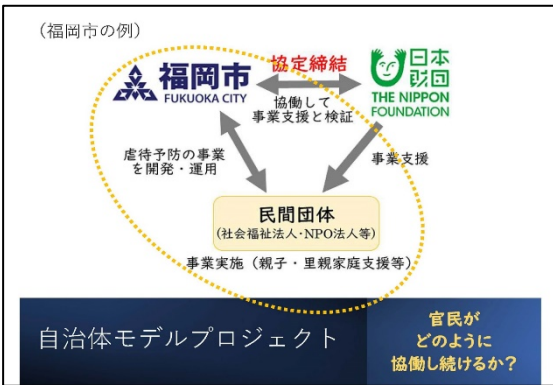 （福岡市の例）
協定締結
福岡市
FUKUOKA CITY
日本
財団
THE NIPPON
FOUNDATION
協働して
事業支援と検証
虐待予防の事業
を開発・運用
事業支援
民間団体
(社会福祉法人・NPO法人等)
事業実施（親子・里親家庭支援等）
自治体モデルプロジェクト
官民が
どのように
協働し続けるか？